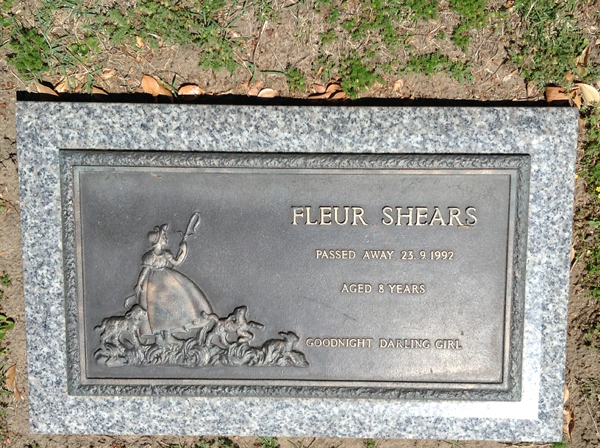 FLEUR SHEARS
PASSED AWAY 23.9.1992
AGED 8 YEARS
GOODNIGHT DARLING GIRL